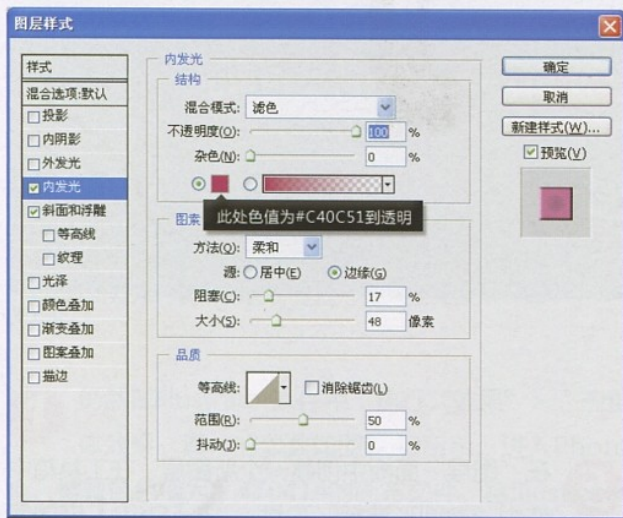 图层样式
样式
混合选项:默认
投影
内阴影
外发光
内发光
斜面和浮雕
等高线
纹理
光泽
颜色叠加
渐变叠加
图案叠加
描边
内发光
结构
混合模式: 滤色
不透明度(O): 100 %
杂色(N): 0 %
此处色值为#C40C51到透明
图素
方法(Q): 柔和
源: 居中(E) 边缘(G)
阻塞(C): 17 %
大小(S): 48 像素
品质
等高线: 消除锯齿(L)
范围(R): 50 %
抖动(J): 0 %
确定
取消
新建样式(W)...
预览(V)